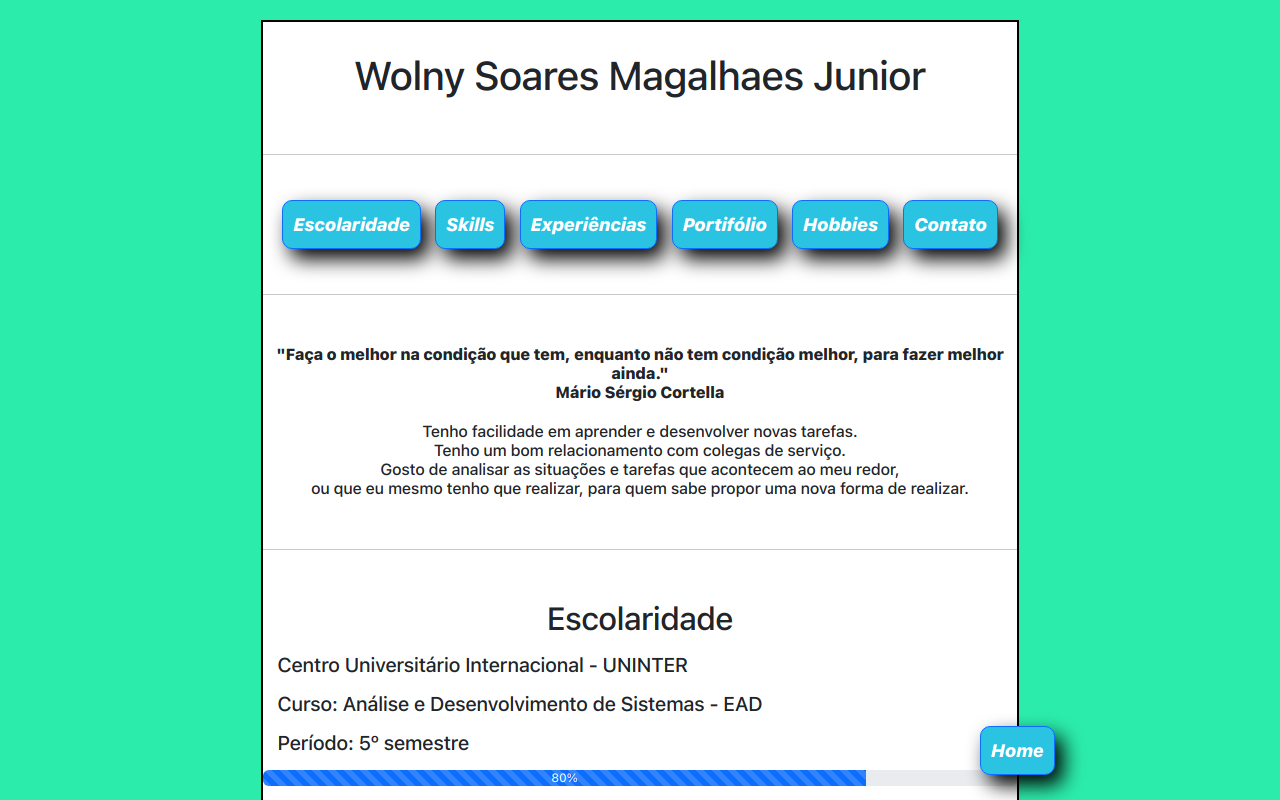 Wolny Soares Magalhaes Junior
Escolaridade Skills Experiências Portifólio Hobbies Contato
"Faça o melhor na condição que tem, enquanto não tem condição melhor, para fazer melhor
ainda."
Mário Sérgio Cortella
Tenho facilidade em aprender e desenvolver novas tarefas.
Tenho um bom relacionamento com colegas de serviço.
Gosto de analisar as situações e tarefas que acontecem ao meu redor,
ou que eu mesmo tenho que realizar, para quem sabe propor uma nova forma de realizar.
Escolaridade
Centro Universitário Internacional - UNINTER
Curso: Análise e Desenvolvimento de Sistemas - EAD
Período: 5º semestre
Home
80%